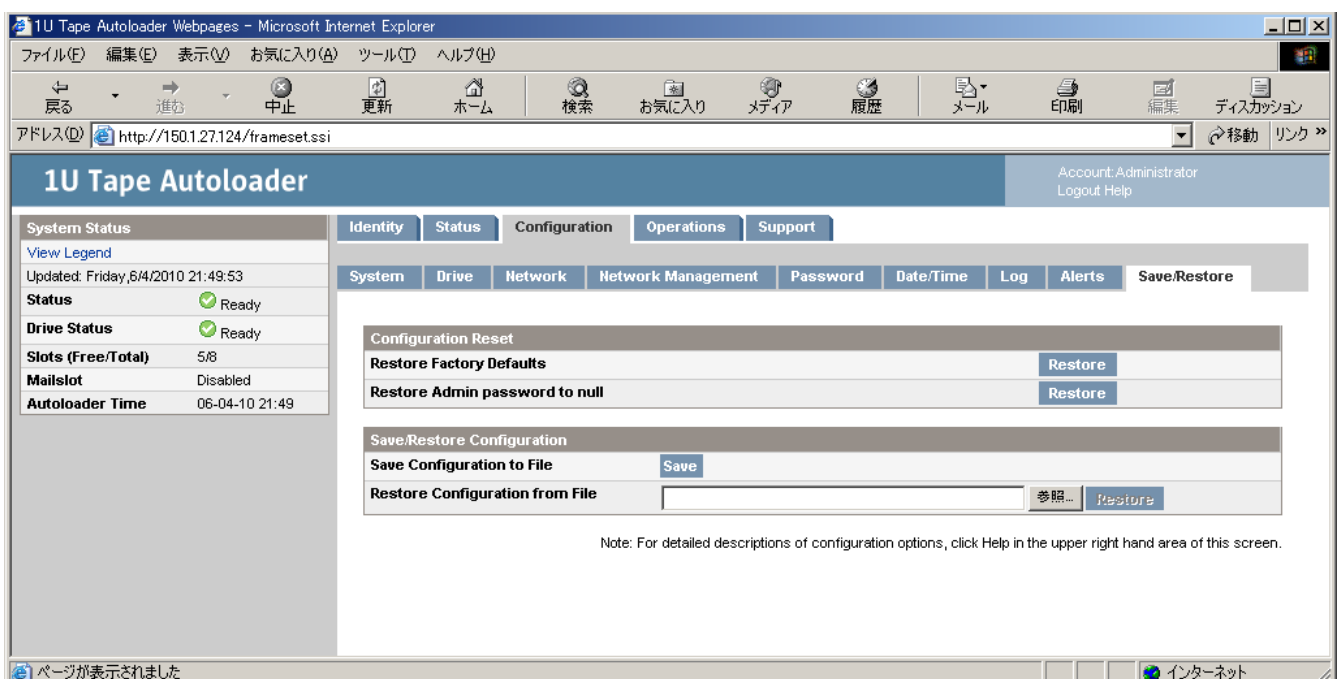 1U Tape Autoloader Webpages - Microsoft Internet Explorer
ファイル(F) 編集(E) 表示(V) お気に入り(A) ツール(T) ヘルプ(H)
戻る 進む 中止 更新 ホーム 検索 お気に入り メディア 履歴 メール 印刷 編集 ディスカッション
アドレス(D) http://150.1.27.124/frameset.ssi 移動 リンク »
1U Tape Autoloader
Account:Administrator
Logout Help
System Status
View Legend
Updated: Friday,6/4/2010 21:49:53
Status Ready
Drive Status Ready
Slots (Free/Total) 5/8
Mailslot Disabled
Autoloader Time 06-04-10 21:49
Identity Status Configuration Operations Support
System Drive Network Network Management Password Date/Time Log Alerts Save/Restore
Configuration Reset
Restore Factory Defaults Restore
Restore Admin password to null Restore
Save/Restore Configuration
Save Configuration to File Save
Restore Configuration from File 参照... Restore
Note: For detailed descriptions of configuration options, click Help in the upper right hand area of this screen.
ページが表示されました インターネット